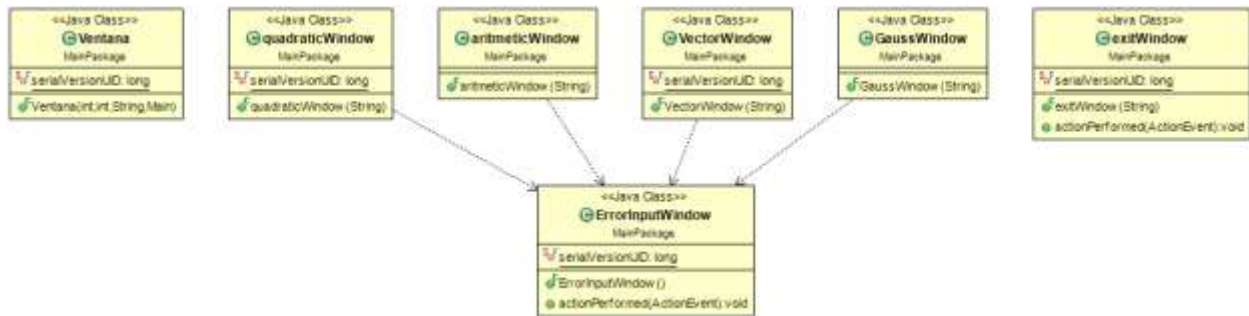 <<Java Class>>
Ventana
MainPackage
serialVersionUID: long
Ventana(int,int,String,Main)
<<Java Class>>
quadraticWindow
MainPackage
serialVersionUID: long
quadraticWindow (String)
<<Java Class>>
aritmeticWindow
MainPackage
aritmeticWindow (String)
<<Java Class>>
VectorWindow
MainPackage
serialVersionUID: long
VectorWindow (String)
<<Java Class>>
GaussWindow
MainPackage
GaussWindow (String)
<<Java Class>>
exitWindow
MainPackage
serialVersionUID: long
exitWindow (String)
actionPerformed(ActionEvent):void
<<Java Class>>
ErrorInputWindow
MainPackage
serialVersionUID: long
ErrorInputWindow ()
actionPerformed(ActionEvent):void